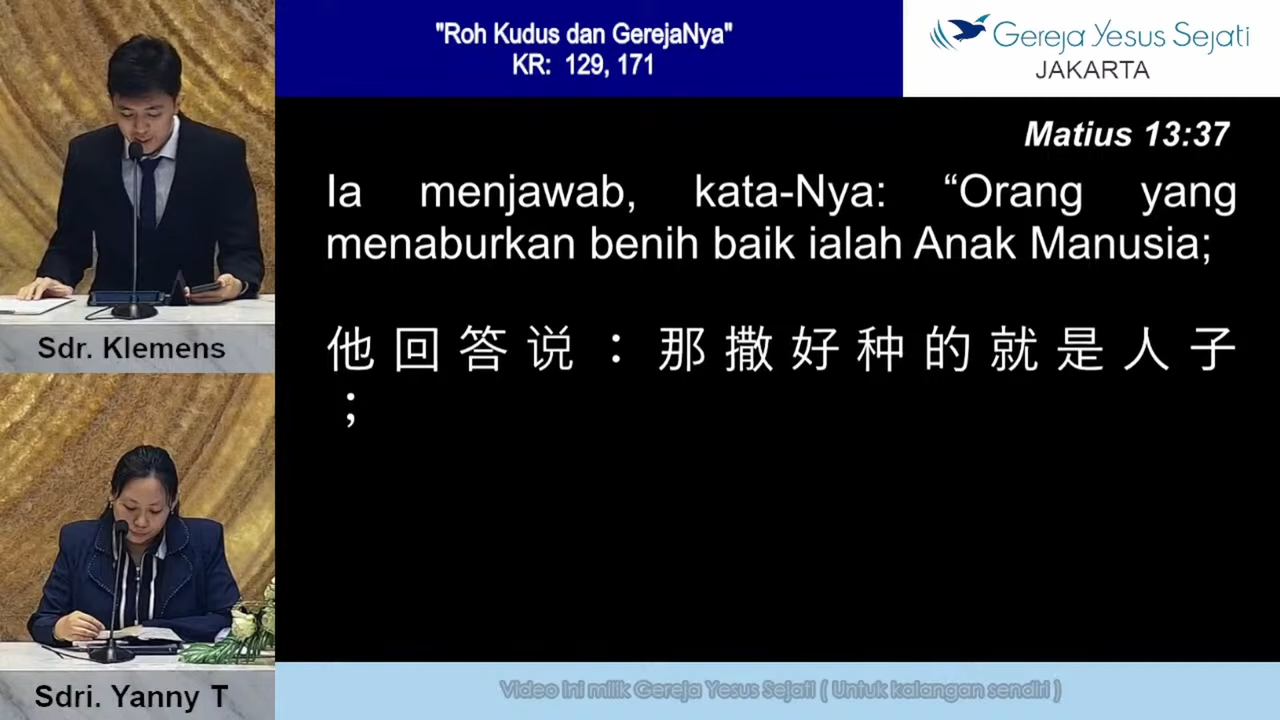 "Roh Kudus dan GerejaNya"
KR: 129, 171
Gereja Yesus Sejati
JAKARTA
Matius 13:37
Ia menjawab, kata-Nya: “Orang yang
menaburkan benih baik ialah Anak Manusia;
他回答说：那撒好种的就是人子
；
Sdr. Klemens
Sdri. Yanny T
Video Ini milik Gereja Yesus Sejati ( Untuk kalangan sendiri )